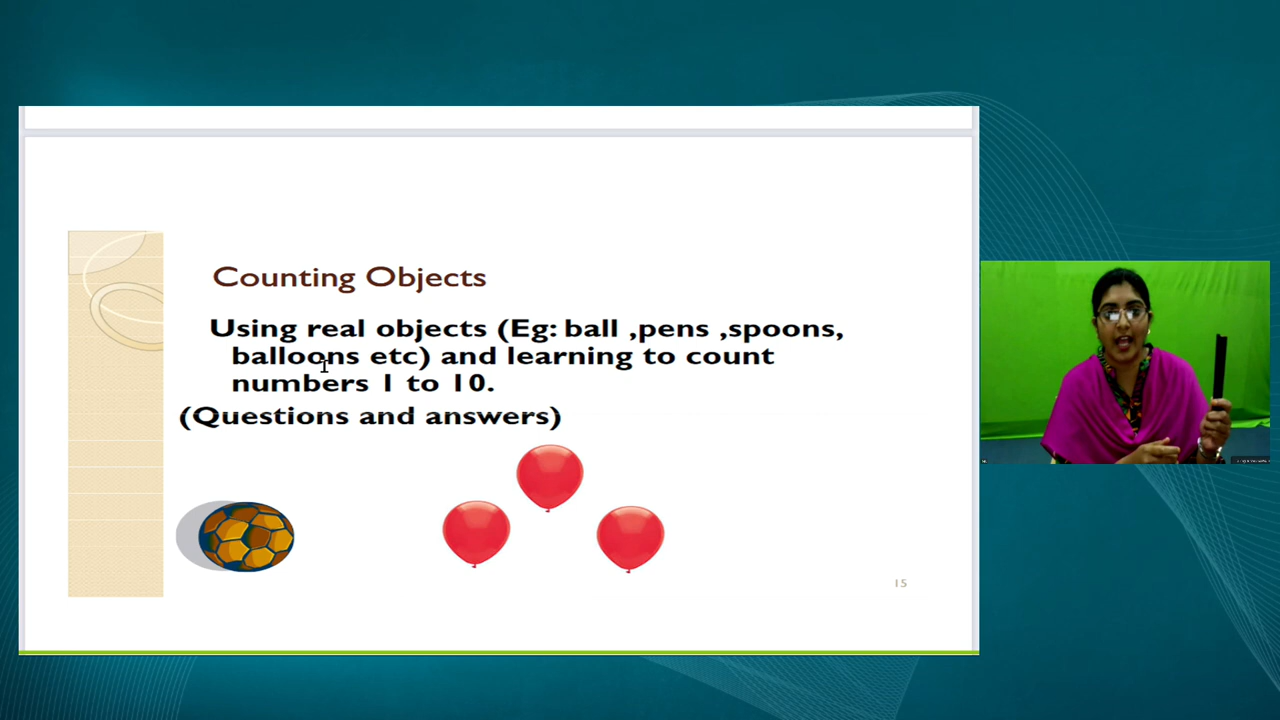 Counting Objects
Using real objects (Eg: ball ,pens ,spoons,
balloons etc) and learning to count
numbers 1 to 10.
(Questions and answers)
15